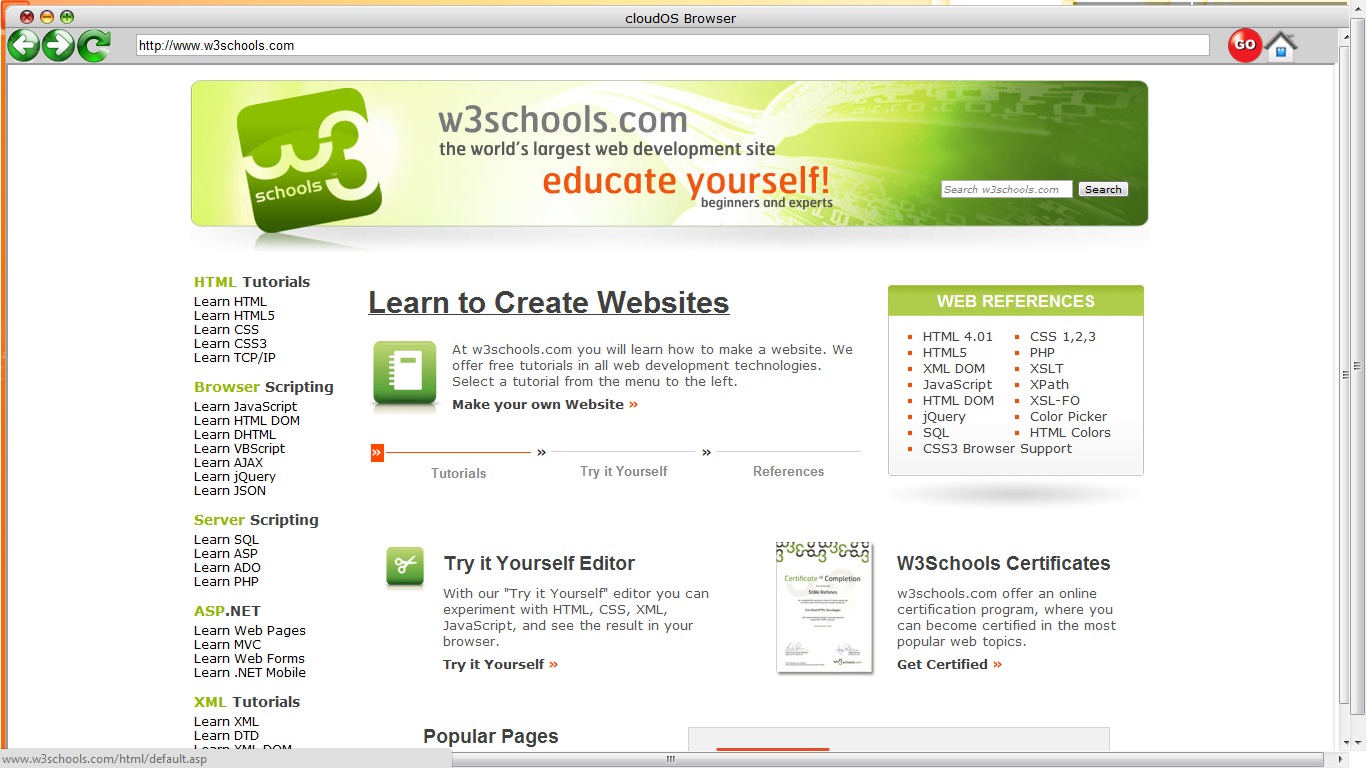 cloudOS Browser
http://www.w3schools.com
GO
w3schools.com
the world's largest web development site
educate yourself!
beginners and experts
w3
schools
Search w3schools.com
Search
HTML Tutorials
Learn HTML
Learn HTML5
Learn CSS
Learn CSS3
Learn TCP/IP
Browser Scripting
Learn JavaScript
Learn HTML DOM
Learn DHTML
Learn VBScript
Learn AJAX
Learn jQuery
Learn JSON
Server Scripting
Learn SQL
Learn ASP
Learn ADO
Learn PHP
ASP.NET
Learn Web Pages
Learn MVC
Learn Web Forms
Learn .NET Mobile
XML Tutorials
Learn XML
Learn DTD
Learn XML DOM
Learn to Create Websites
At w3schools.com you will learn how to make a website. We
offer free tutorials in all web development technologies.
Select a tutorial from the menu to the left.
Make your own Website »
» » »
Tutorials
Try it Yourself
References
WEB REFERENCES
HTML 4.01
HTML5
XML DOM
JavaScript
HTML DOM
jQuery
SQL
CSS3 Browser Support
CSS 1,2,3
PHP
XSLT
XPath
XSL-FO
Color Picker
HTML Colors
Try it Yourself Editor
With our "Try it Yourself" editor you can
experiment with HTML, CSS, XML,
JavaScript, and see the result in your
browser.
Try it Yourself »
Certificate of Completion
Ståle Refsnes
w3schools.com
W3Schools Certificates
w3schools.com offer an online
certification program, where you
can become certified in the most
popular web topics.
Get Certified »
Popular Pages
www.w3schools.com/html/default.asp